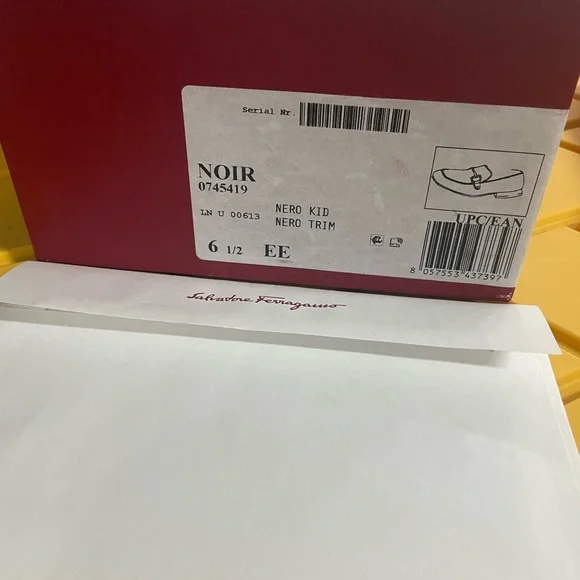 Serial Nr.
NOIR
0745419
LN U 00613
NERO KID
NERO TRIM
6 1/2 EE
UPC/EAN
8 057553 437397
Salvatore Ferragamo